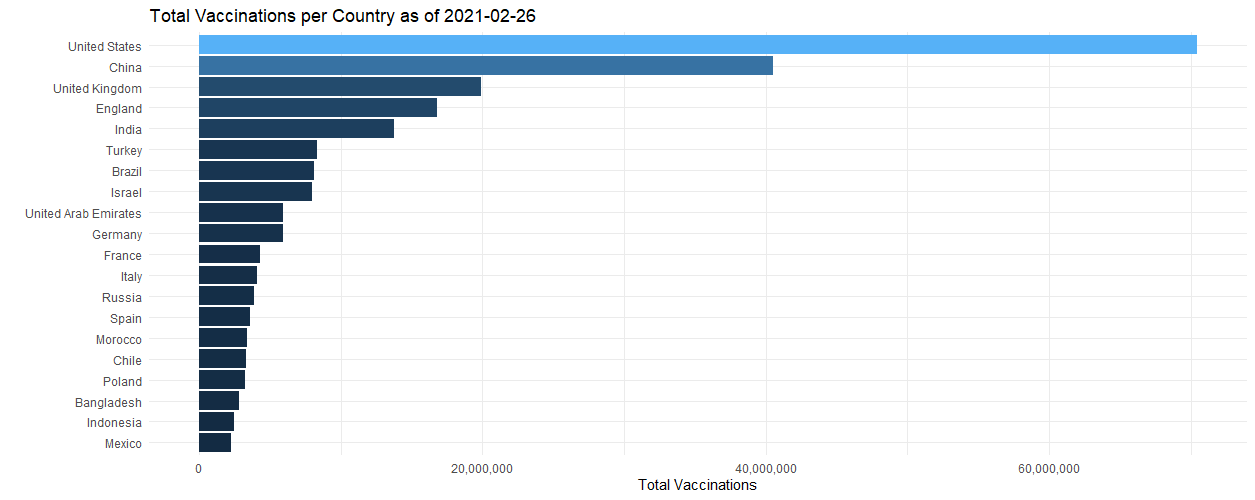 Total Vaccinations per Country as of 2021-02-26
United States
China
United Kingdom
England
India
Turkey
Brazil
Israel
United Arab Emirates
Germany
France
Italy
Russia
Spain
Morocco
Chile
Poland
Bangladesh
Indonesia
Mexico
0 20,000,000 40,000,000 60,000,000
Total Vaccinations